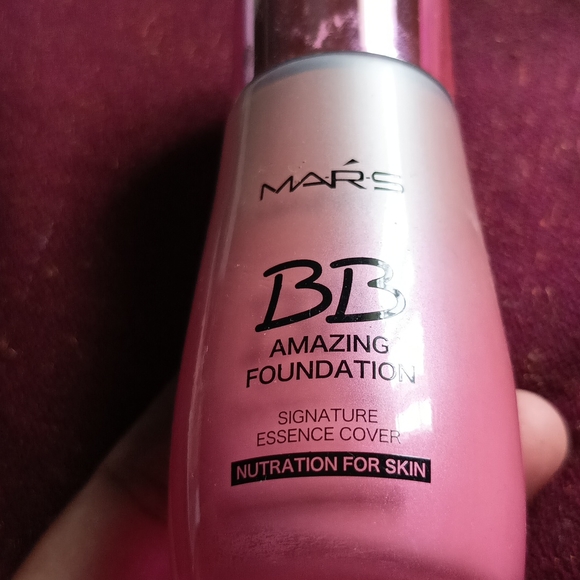 MARS
BB
AMAZING
FOUNDATION
SIGNATURE
ESSENCE COVER
NUTRATION FOR SKIN